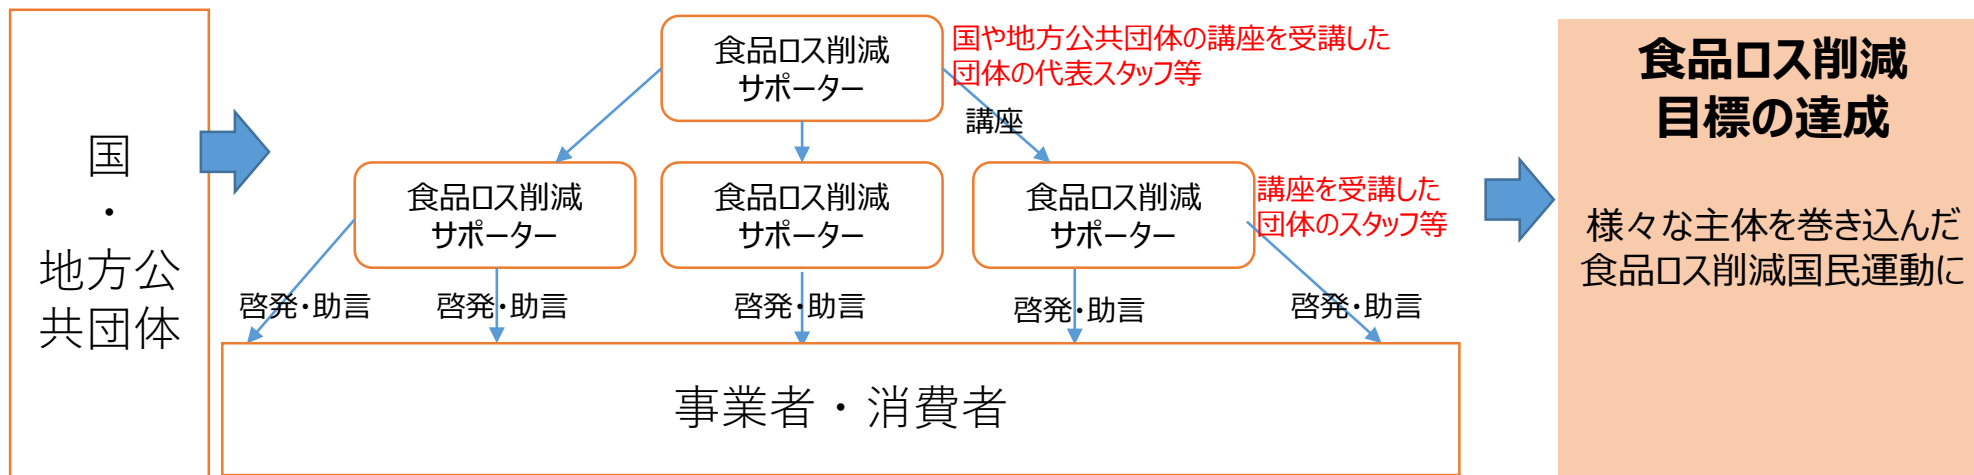 国
・
地方公
共団体
食品ロス削減
サポーター
国や地方公共団体の講座を受講した
団体の代表スタッフ等
講座
食品ロス削減
サポーター
食品ロス削減
サポーター
食品ロス削減
サポーター
講座を受講した
団体のスタッフ等
啓発・助言
啓発・助言
啓発・助言
啓発・助言
啓発・助言
事業者・消費者
食品ロス削減
目標の達成
様々な主体を巻き込んだ
食品ロス削減国民運動に